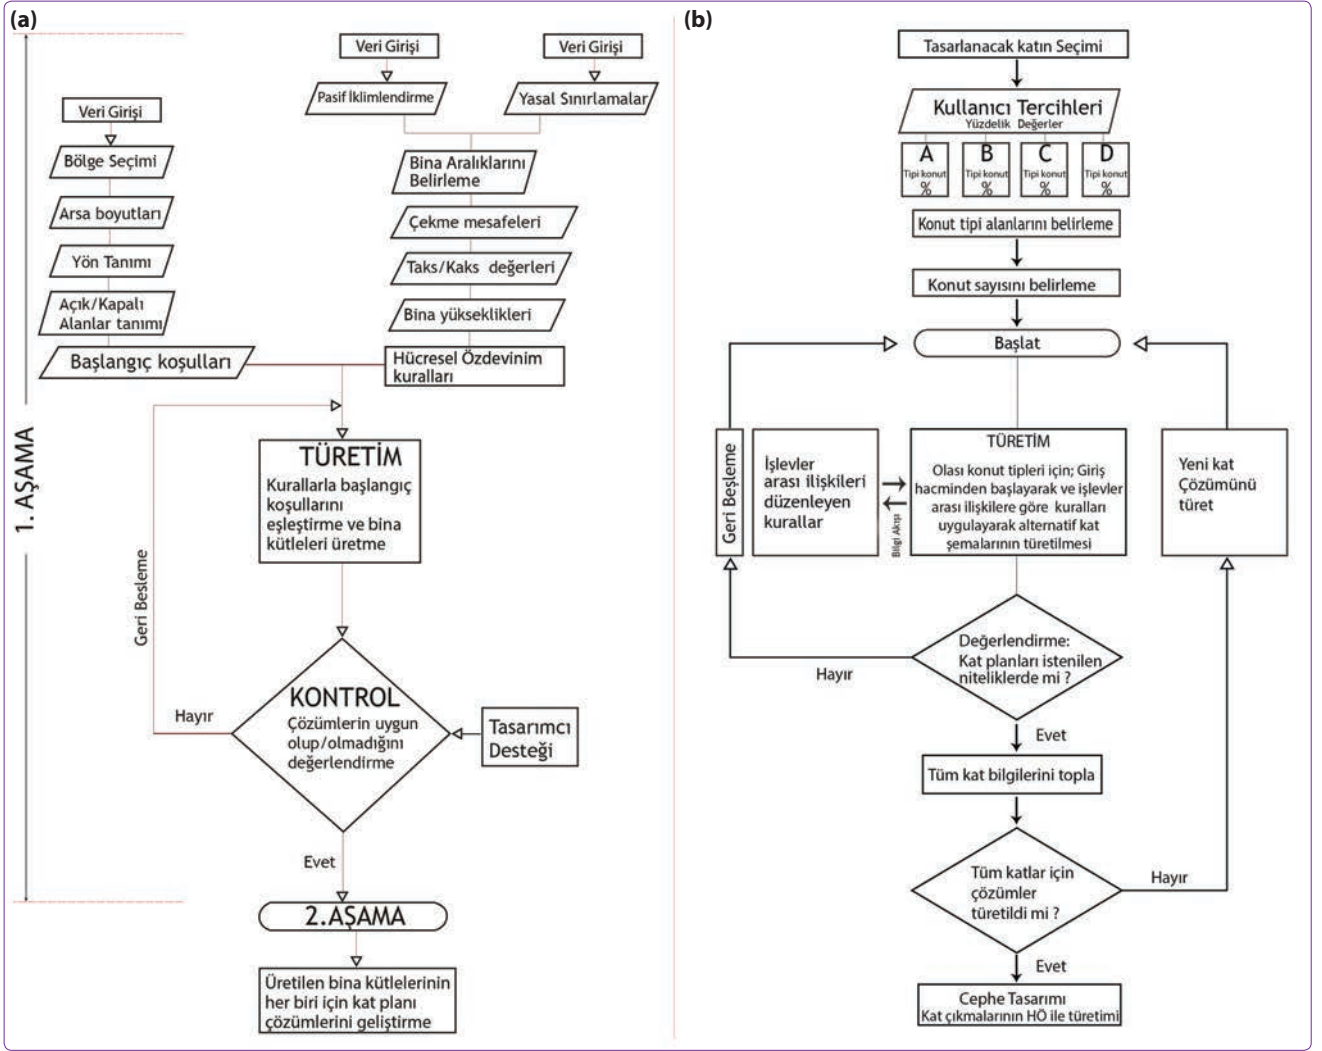 (a)
Veri Girişi
Bölge Seçimi
Arsa boyutları
Yön Tanımı
Açık/Kapalı
Alanlar tanımı
Başlangıç koşulları
Veri Girişi
Pasif İklimlendirme
Veri Girişi
Yasal Sınırlamalar
Bina Aralıklarını
Belirleme
Çekme mesafeleri
Taks/Kaks değerleri
Bina yükseklikleri
Hücresel Özdevinim
kuralları
1. AŞAMA
TÜRETİM
Kurallarla başlangıç
koşullarını
eşleştirme ve bina
kütleleri üretme
Geri Besleme
KONTROL
Çözümlerin uygun
olup/olmadığını
değerlendirme
Hayır
Tasarımcı
Desteği
Evet
2.AŞAMA
Üretilen bina kütlelerinin
her biri için kat planı
çözümlerini geliştirme
(b)
Tasarlanacak katın Seçimi
Kullanıcı Tercihleri
Yüzdelik Değerler
A
Tipi konut
%
B
Tipi konut
%
C
Tipi konut
%
D
Tipi konut
%
Konut tipi alanlarını belirleme
Konut sayısını belirleme
Başlat
Geri Beşleme
İşlevler
arası ilişkileri
düzenleyen
kurallar
Bilgi Akışı
TÜRETİM
Olası konut tipleri için; Giriş
hacminden başlayarak ve işlevler
arası ilişkilere göre kuralları
uygulayarak alternatif kat
şemalarının türetilmesi
Yeni kat
Çözümünü
türet
Değerlendirme:
Kat planları istenilen
niteliklerde mi ?
Hayır
Evet
Tüm kat bilgilerini topla
Tüm katlar için
çözümler
türetildi mi ?
Hayır
Evet
Cephe Tasarımı
Kat çıkmalarının HÖ ile türetimi